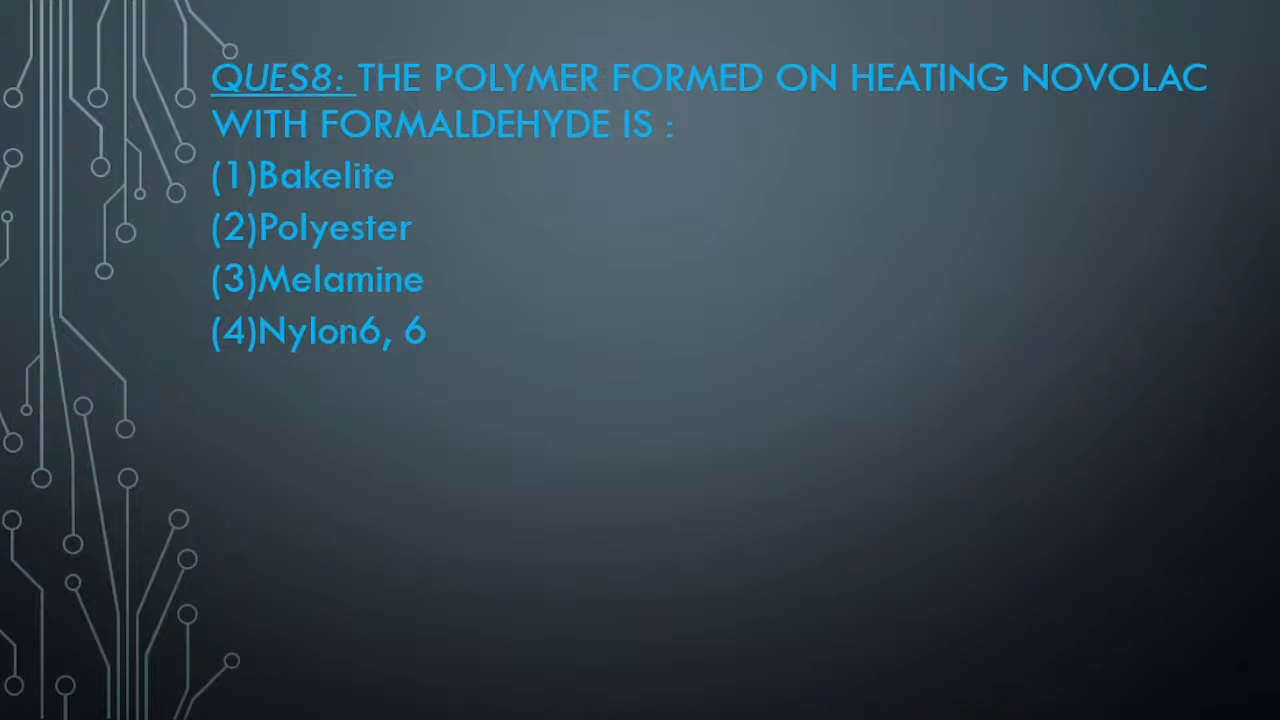 QUES8: THE POLYMER FORMED ON HEATING NOVOLAC
WITH FORMALDEHYDE IS :
(1)Bakelite
(2)Polyester
(3)Melamine
(4)Nylon6, 6